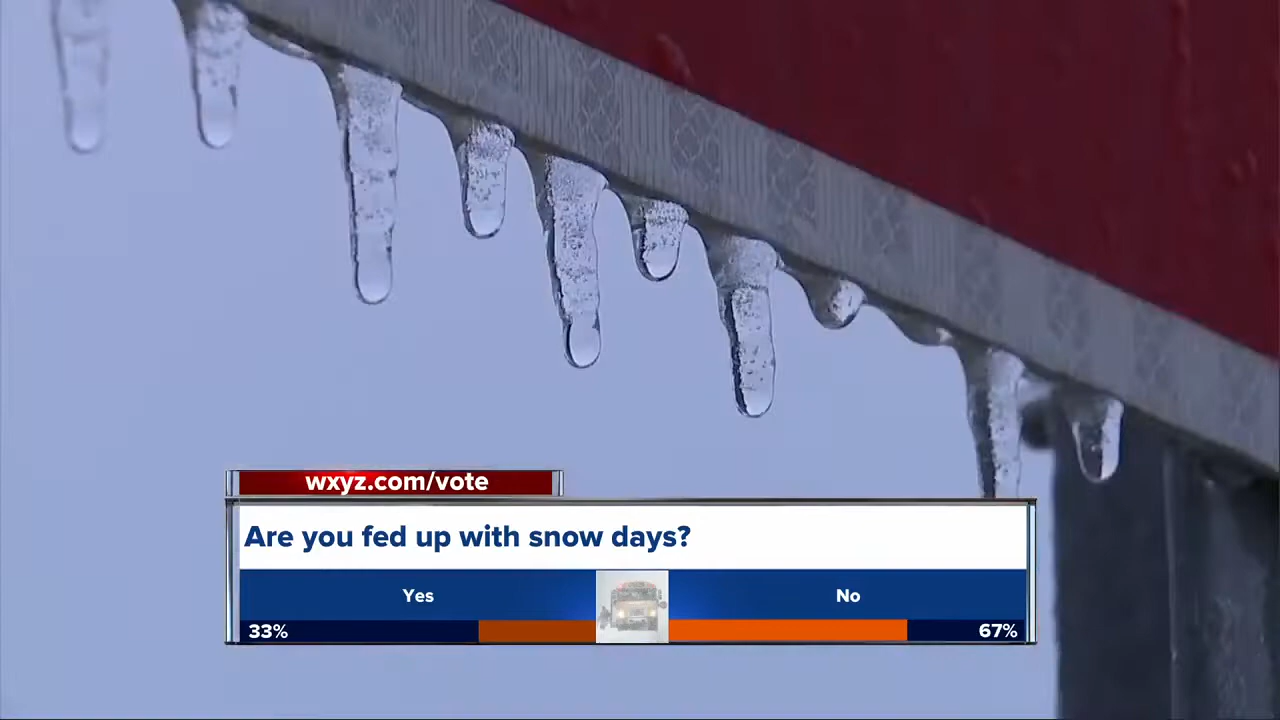 wxyz.com/vote
Are you fed up with snow days?
Yes
No
33%
67%